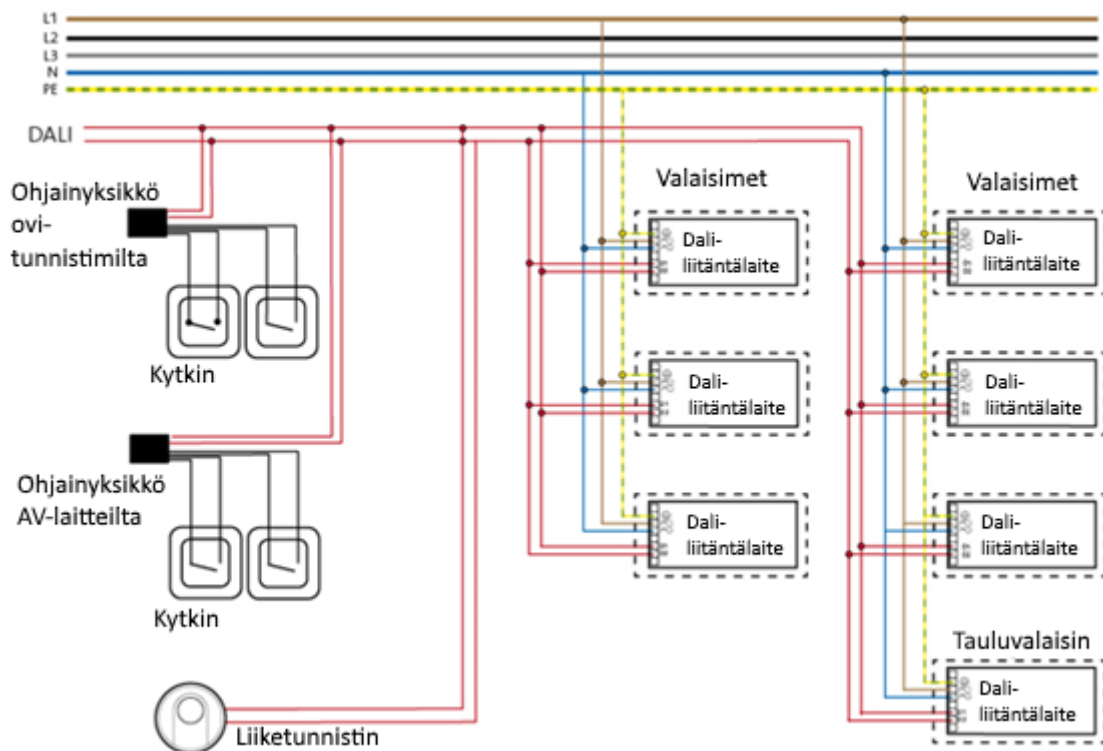 L1
L2
L3
N
PE
DALI
Ohjainyksikkö
ovi-
tunnistimilta
Kytkin
Ohjainyksikkö
AV-laitteilta
Kytkin
Liiketunnistin
Valaisimet
Dali-
liitäntälaite
Dali-
liitäntälaite
Dali-
liitäntälaite
Valaisimet
Dali-
liitäntälaite
Dali-
liitäntälaite
Dali-
liitäntälaite
Tauluvalaisin
Dali-
liitäntälaite